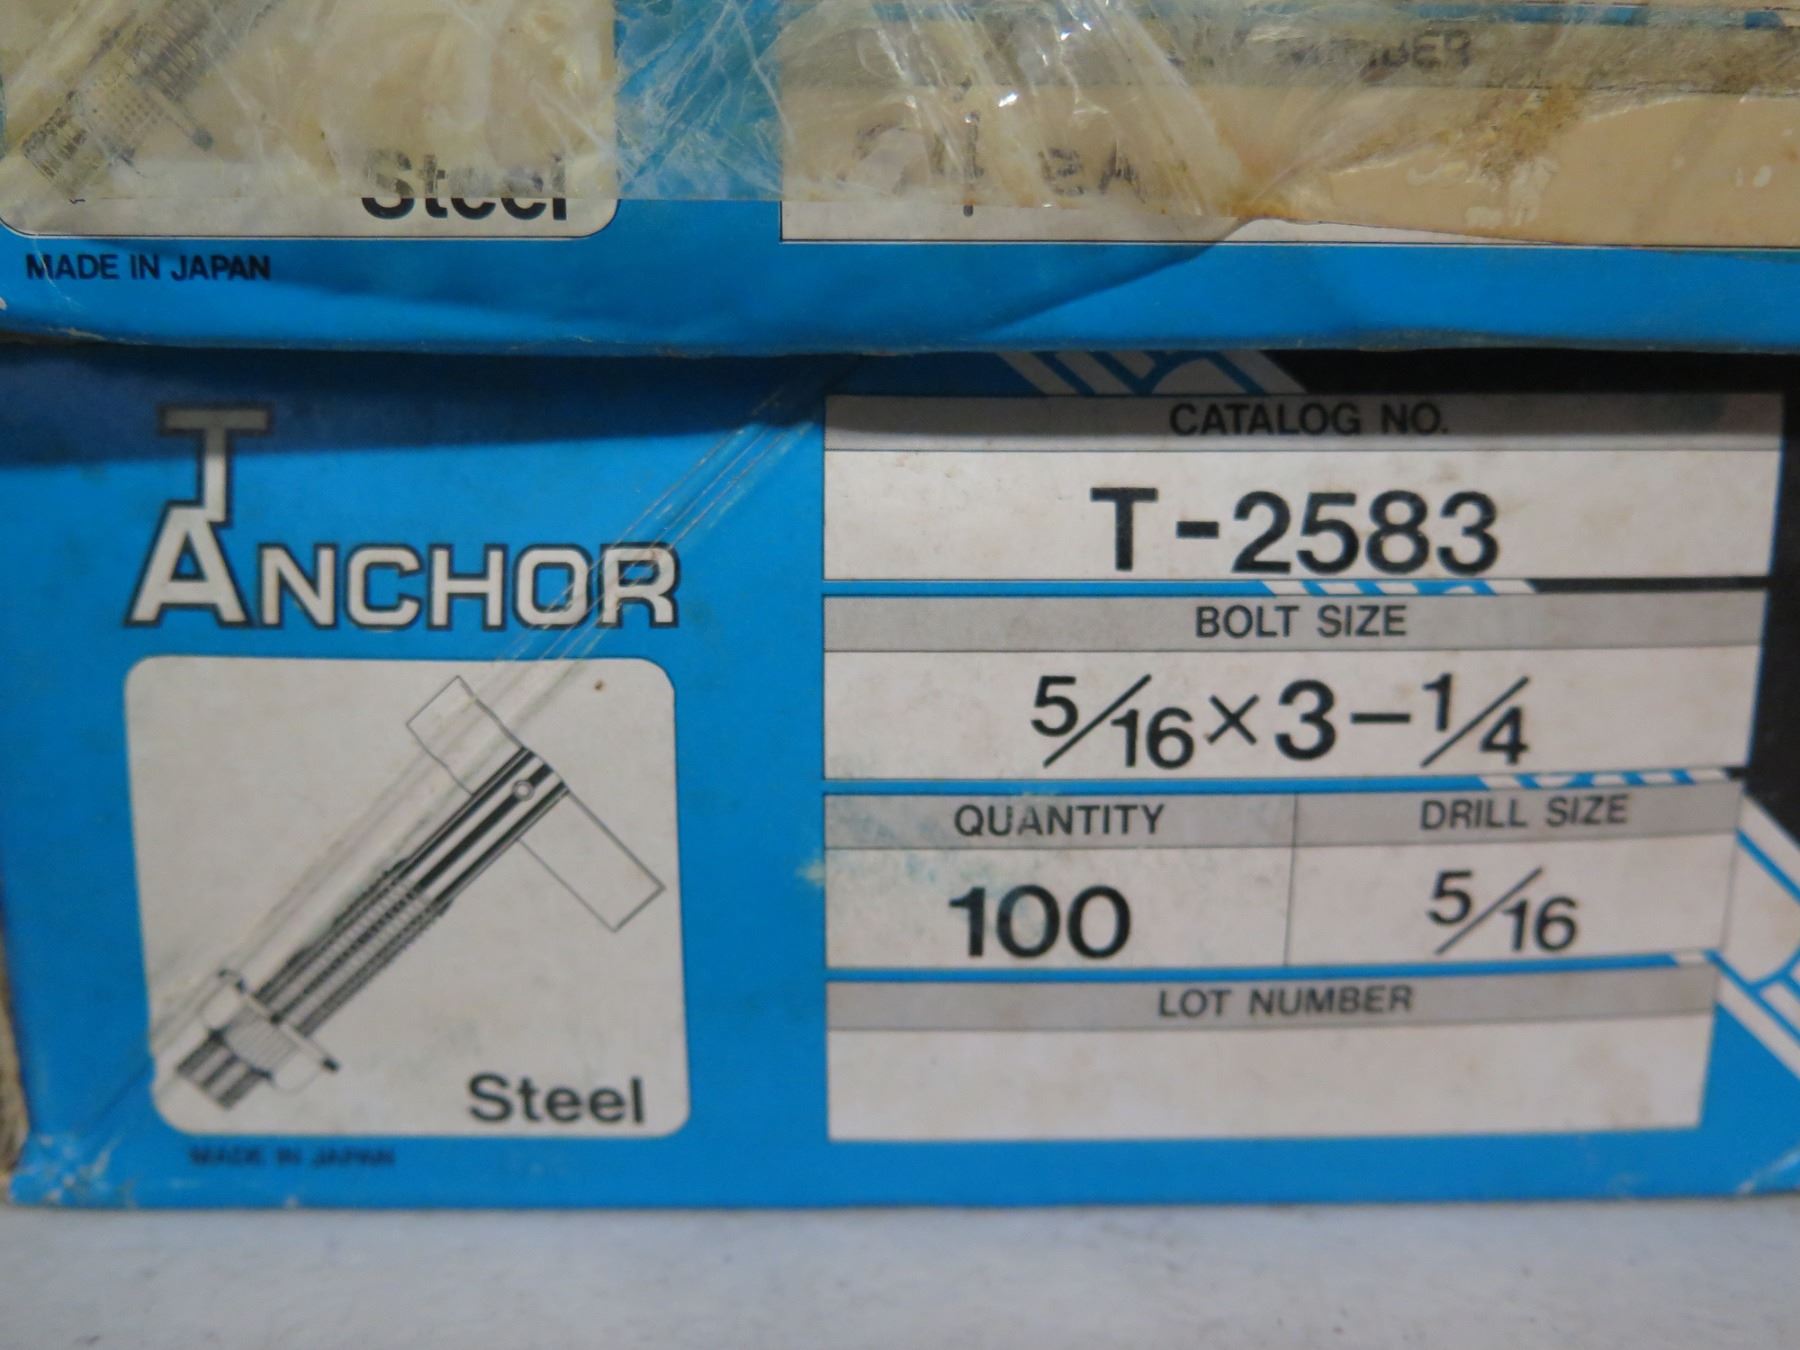 NUMBER
Steel
MADE IN JAPAN
T ANCHOR
CATALOG NO.
T-2583
BOLT SIZE
5/16×3-1/4
QUANTITY
DRILL SIZE
100
5/16
LOT NUMBER
Steel
MADE IN JAPAN